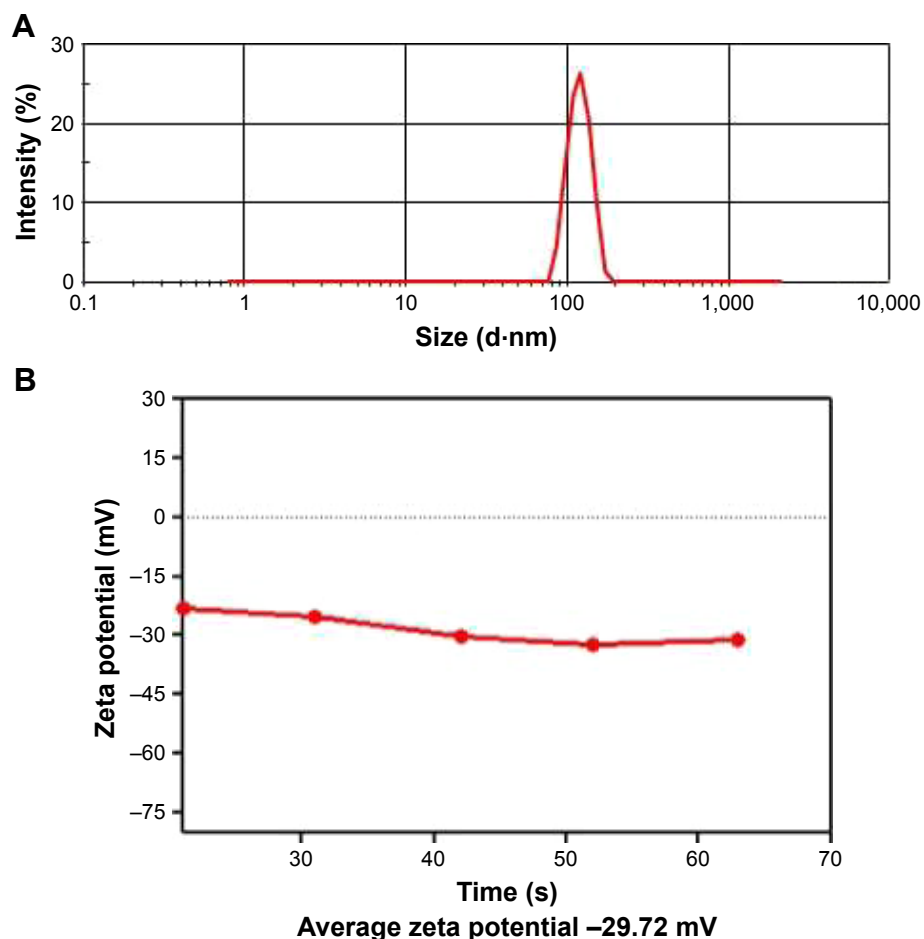 A
30
20
10
0
Intensity (%)
0.1 1 10 100 1,000 10,000
Size (d·nm)
B
30
15
0
–15
–30
–45
–60
–75
Zeta potential (mV)
30 40 50 60 70
Time (s)
Average zeta potential –29.72 mV